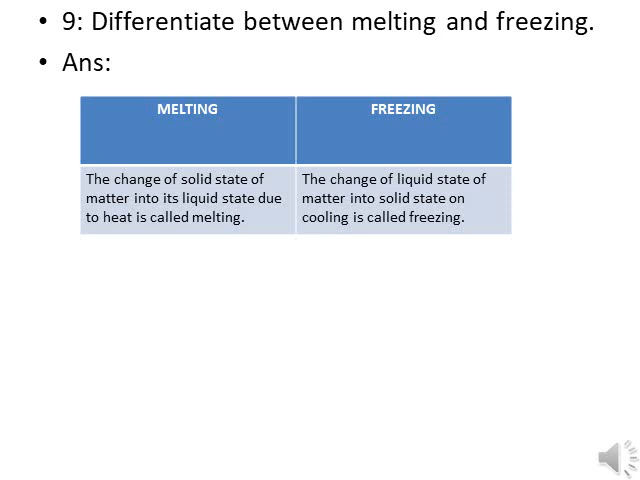 • 9: Differentiate between melting and freezing.
• Ans:
MELTING
FREEZING
The change of solid state of
matter into its liquid state due
to heat is called melting.
The change of liquid state of
matter into solid state on
cooling is called freezing.